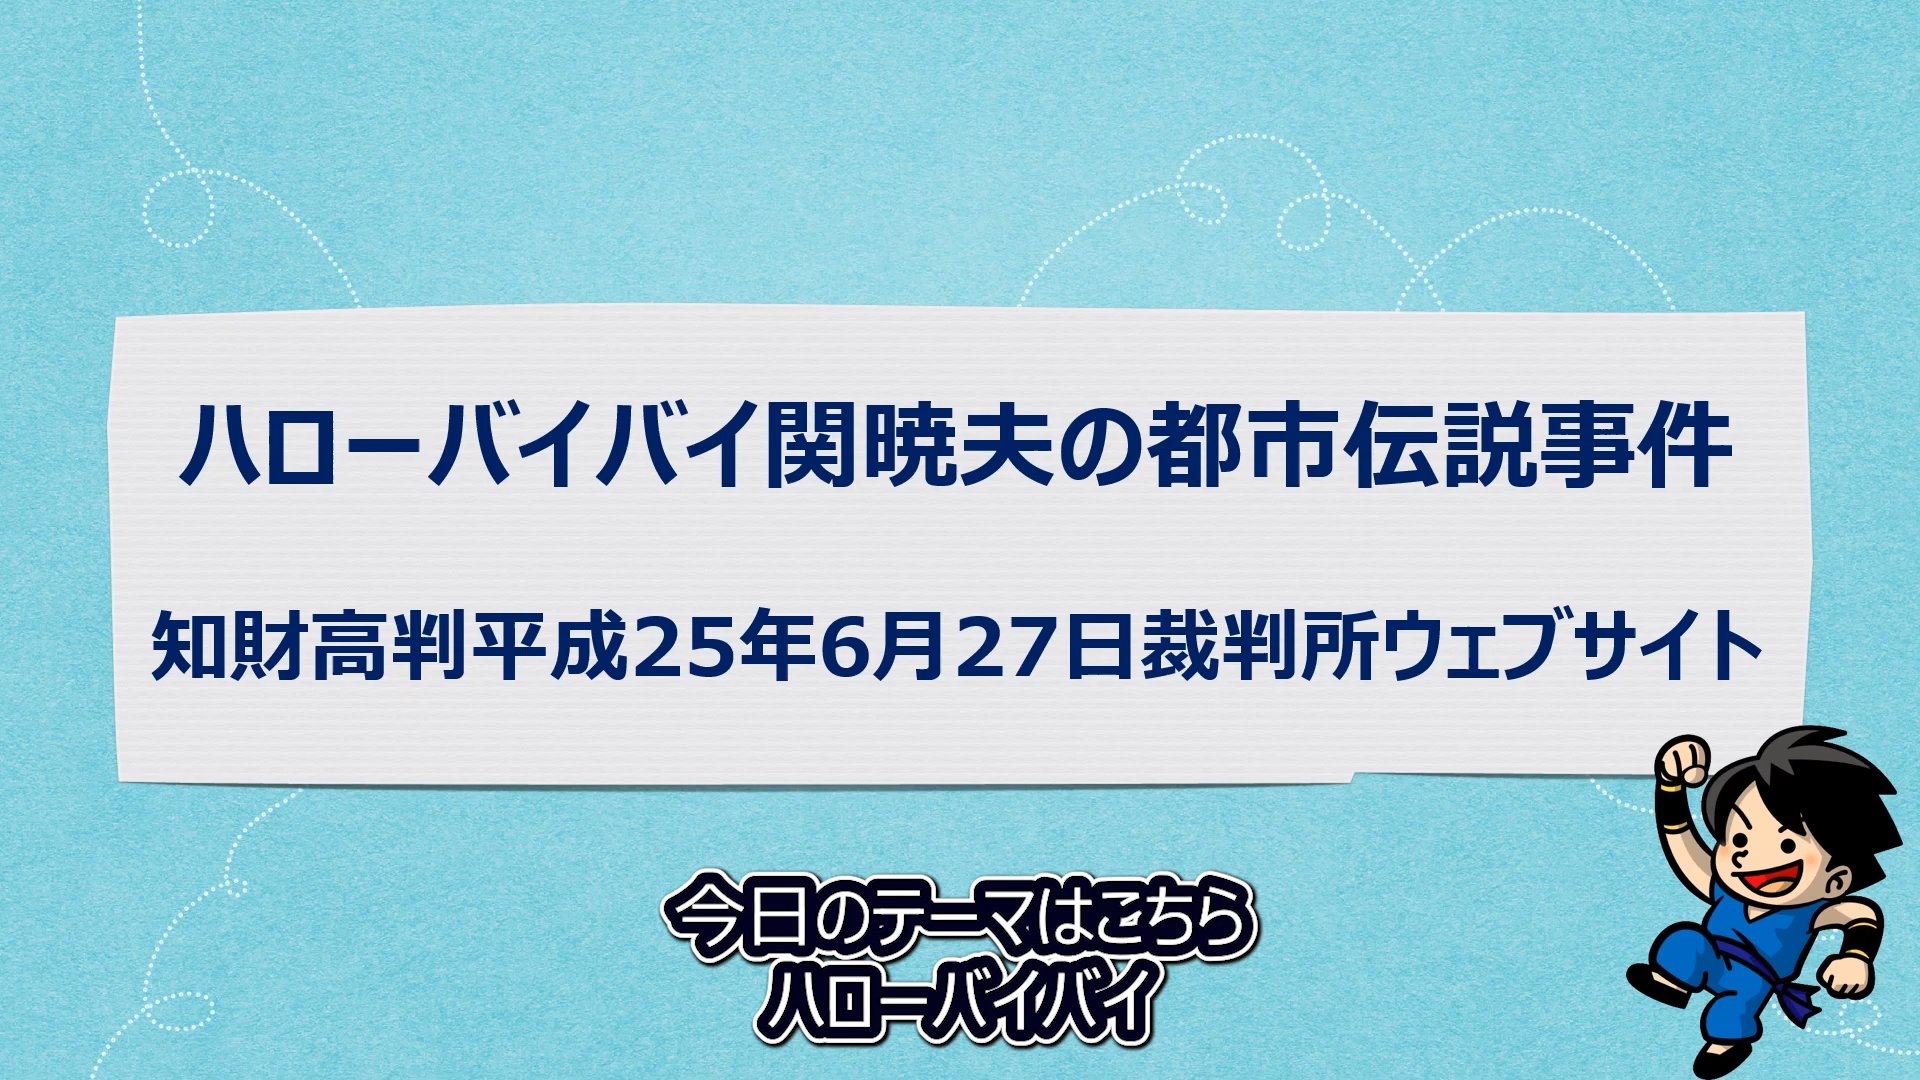 ハローバイバイ関暁夫の都市伝説事件
知財高判平成25年6月27日裁判所ウェブサイト
今日のテーマはこちら
ハローバイバイ